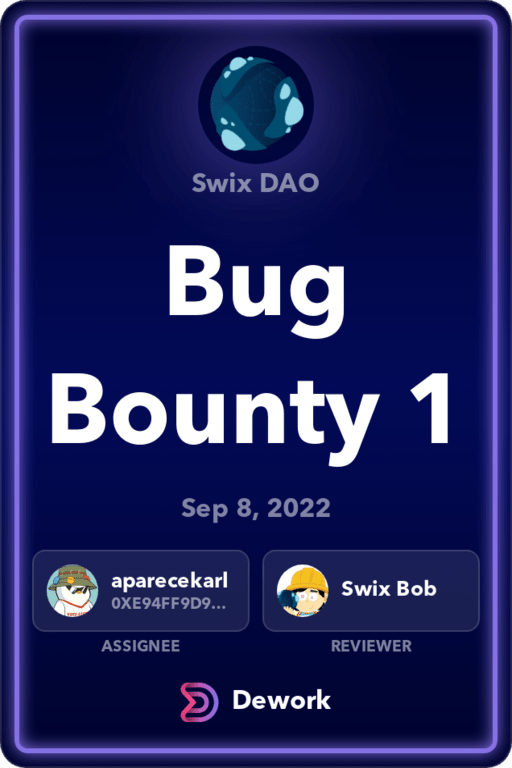 Swix DAO
Bug
Bounty 1
Sep 8, 2022
aparecekarl
0XE94FF9D9...
Swix Bob
ASSIGNEE
REVIEWER
Dework